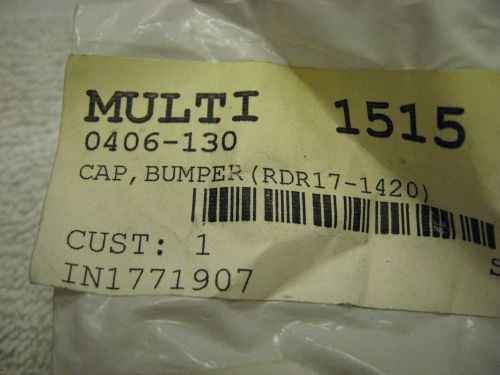 MULTI 1515
0406-130
CAP, BUMPER(RDR17-1420)
CUST: 1
IN1771907
S